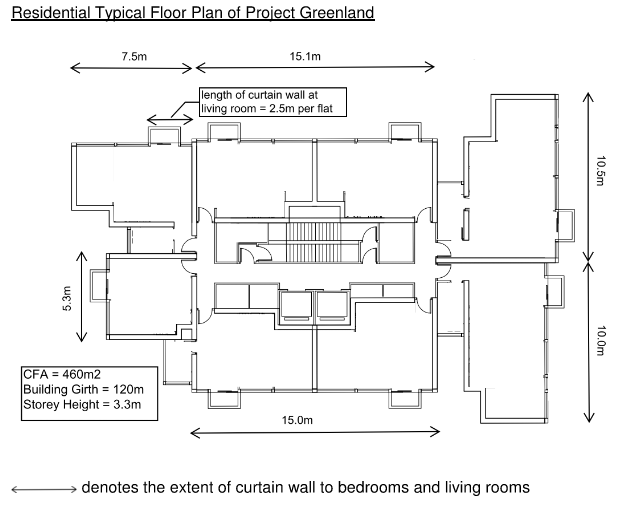 Residential Typical Floor Plan of Project Greenland
7.5m
15.1m
length of curtain wall at
living room = 2.5m per flat
10.5m
5.3m
10.0m
CFA = 460m2
Building Girth = 120m
Storey Height = 3.3m
15.0m
denotes the extent of curtain wall to bedrooms and living rooms